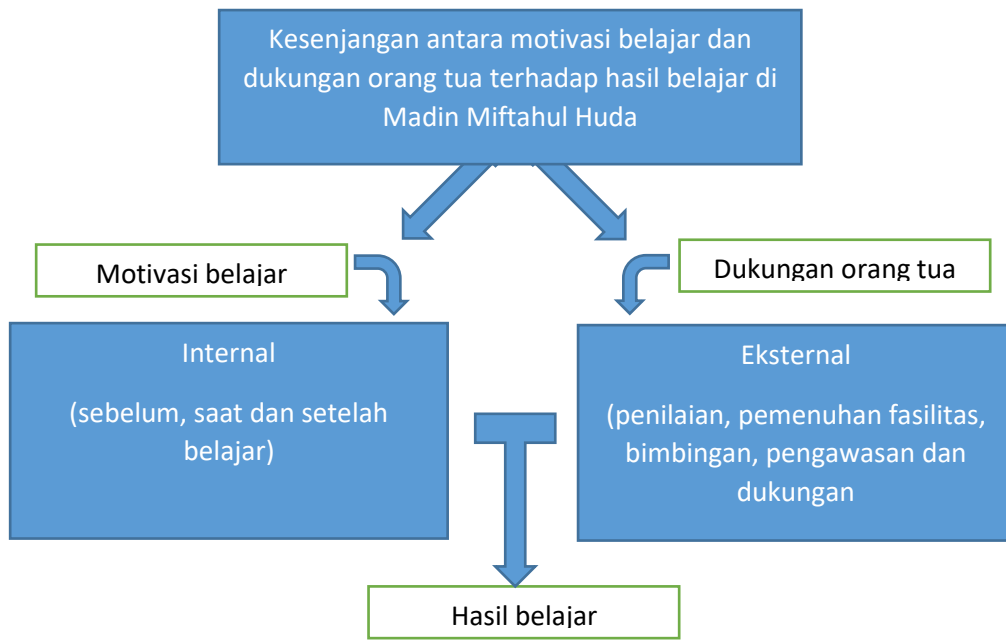 Kesenjangan antara motivasi belajar dan
dukungan orang tua terhadap hasil belajar di
Madin Miftahul Huda
Motivasi belajar
Dukungan orang tua
Internal
(sebelum, saat dan setelah
belajar)
Eksternal
(penilaian, pemenuhan fasilitas,
bimbingan, pengawasan dan
dukungan
Hasil belajar